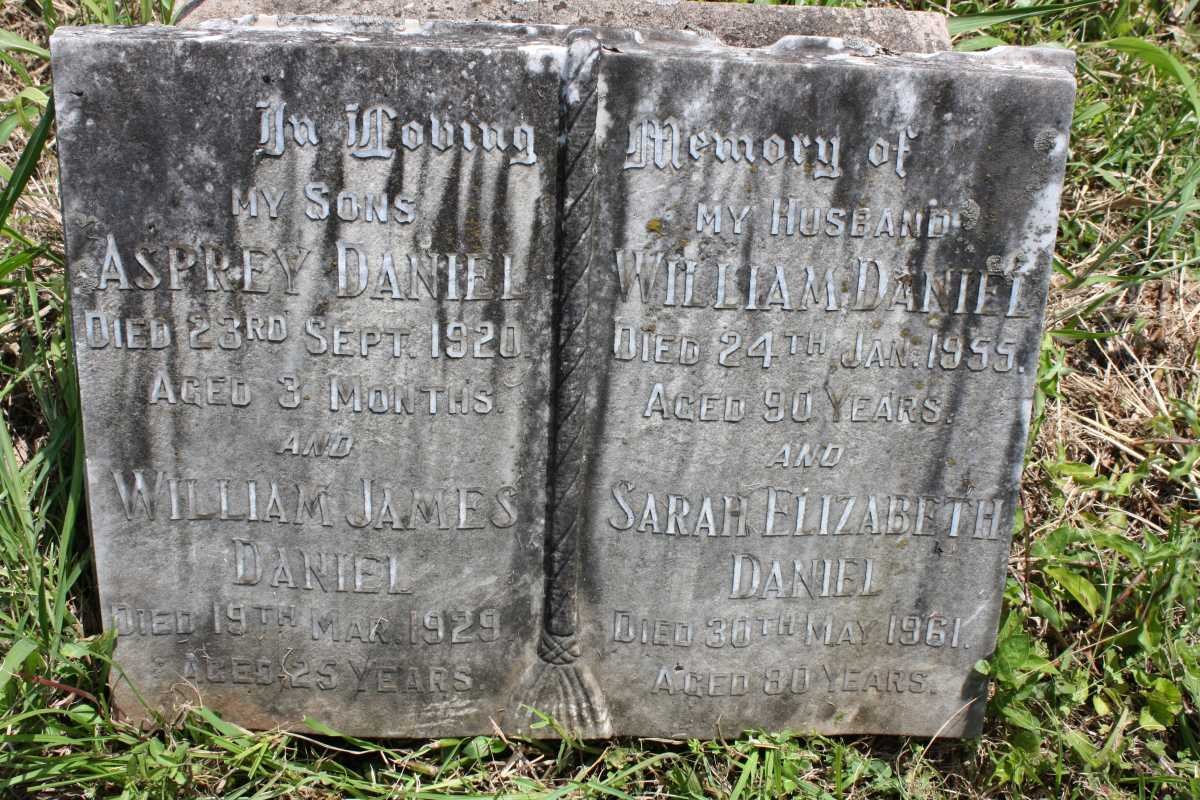 In Loving Memory of
MY SONS
ASPREY DANIEL
DIED 23RD SEPT. 1920.
AGED 3 MONTHS.
AND
WILLIAM JAMES
DANIEL
DIED 19TH MAR. 1929
AGED 25 YEARS.
MY HUSBAND
WILLIAM DANIEL
DIED 24TH JAN. 1955.
AGED 90 YEARS.
AND
SARAH ELIZABETH
DANIEL
DIED 30TH MAY 1961.
AGED 80 YEARS.